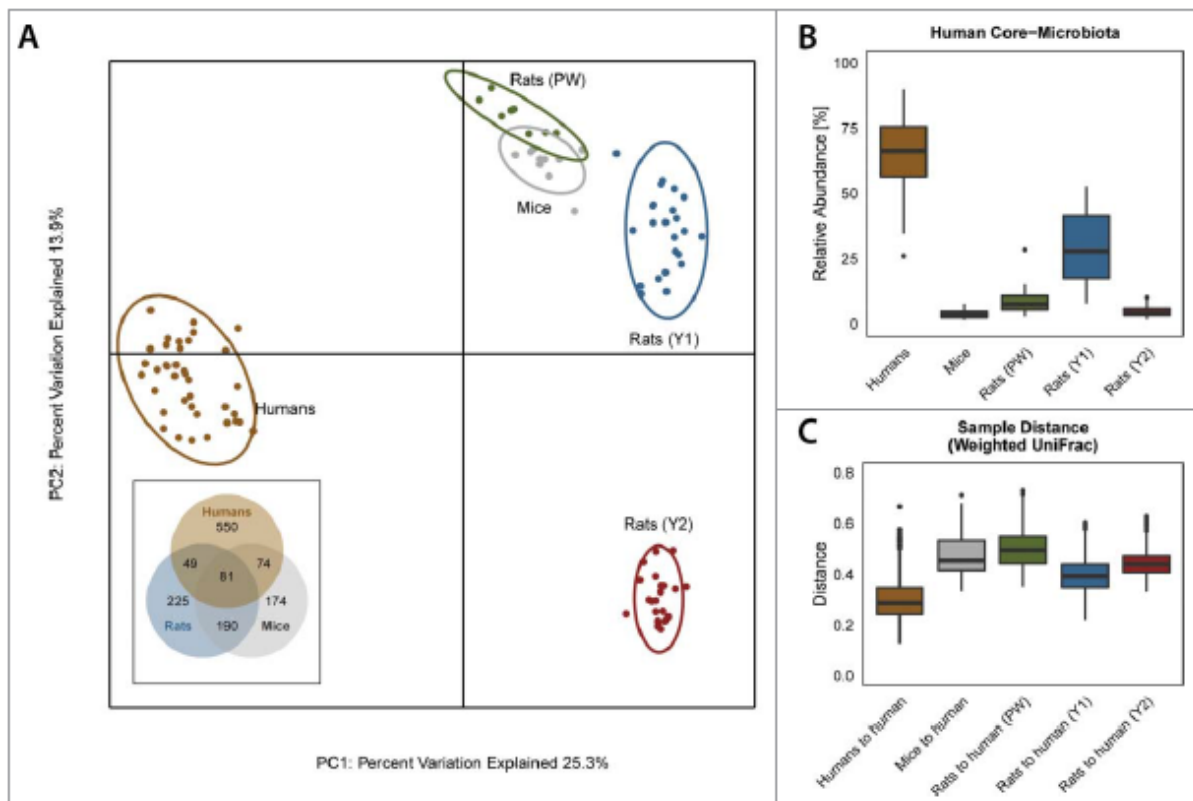 A
Rats (PW)
Mice
Rats (Y1)
Humans
Rats (Y2)
Humans
550
49
74
81
225
174
Rats
190
Mice
PC2: Percent Variation Explained 13.9%
PC1: Percent Variation Explained 25.3%
B
Human Core-Microbiota
Relative Abundance [%]
100
75
50
25
0
Humans
Mice
Rats (PW)
Rats (Y1)
Rats (Y2)
C
Sample Distance
(Weighted UniFrac)
Distance
0.8
0.6
0.4
0.2
0.0
Humans to human
Mice to human
Rats to human (PW)
Rats to human (Y1)
Rats to human (Y2)